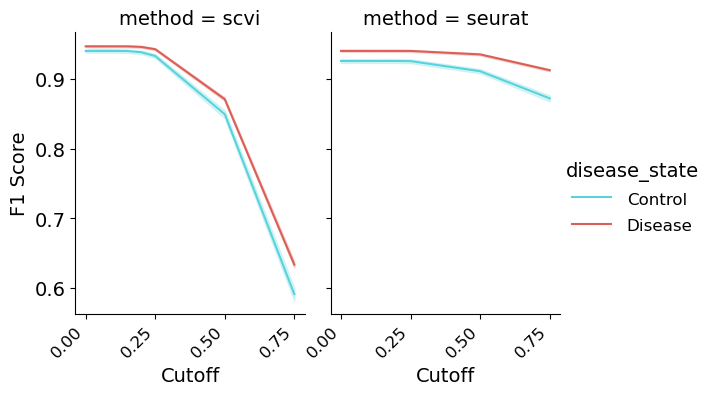 method = scvi
method = seurat
F1 Score
0.9
0.8
0.7
0.6
0.00
0.25
0.50
0.75
0.00
0.25
0.50
0.75
Cutoff
Cutoff
disease_state
Control
Disease